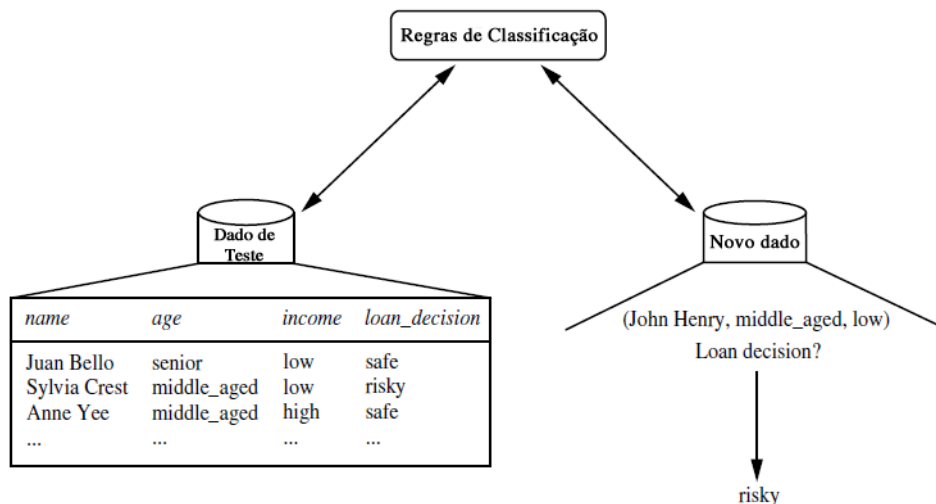 Regras de Classificação
Dado de
Teste
Novo dado
name age income loan_decision
Juan Bello senior low safe
Sylvia Crest middle_aged low risky
Anne Yee middle_aged high safe
... ... ... ...
(John Henry, middle_aged, low)
Loan decision?
risky